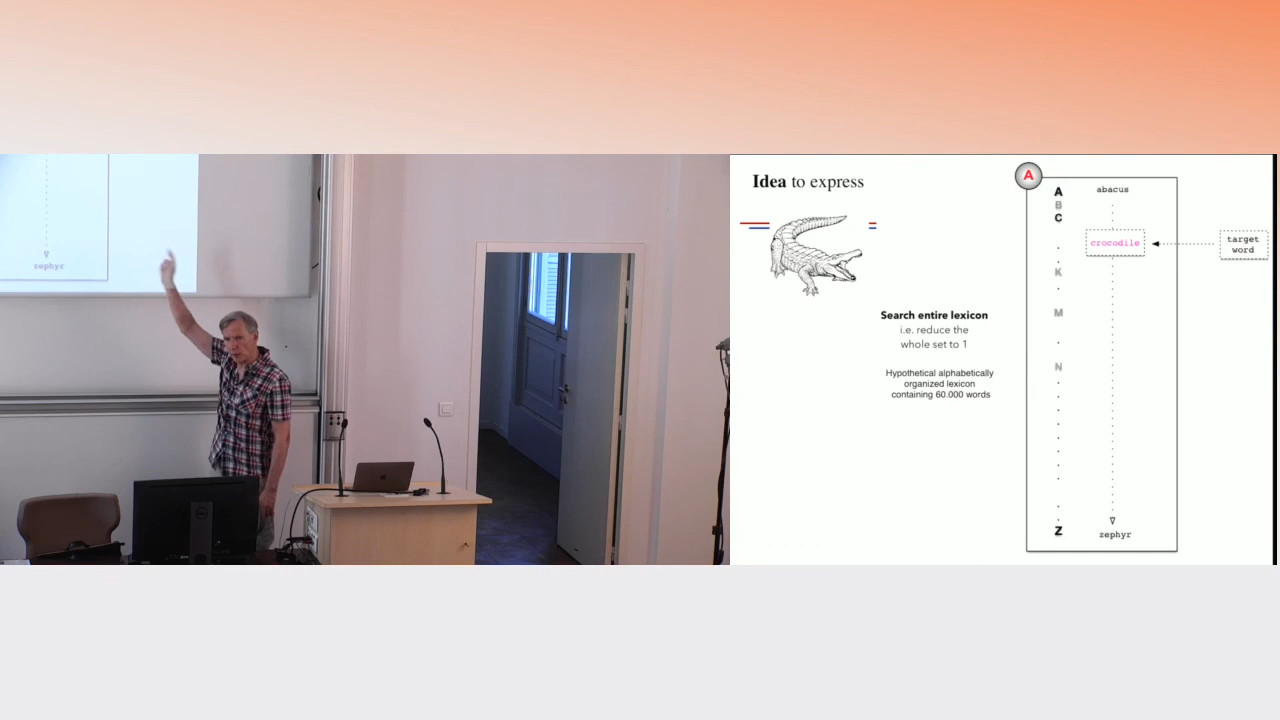 zephyr
Idea to express
Search entire lexicon
i.e. reduce the
whole set to 1
Hypothetical alphabetically
organized lexicon
containing 60.000 words
A
A
B
C
K
M
N
Z
abacus
crocodile
zephyr
target
word